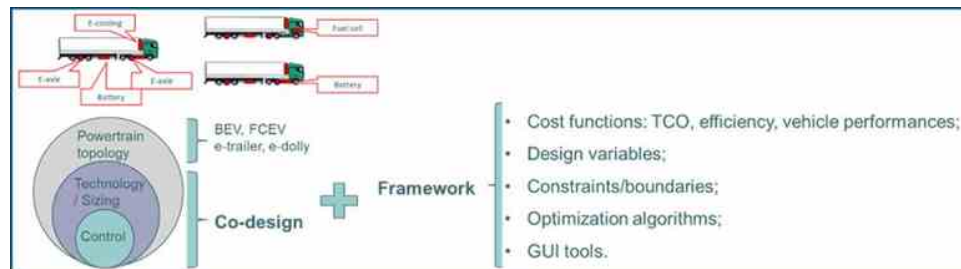 E-cooling
E-axle
Battery
E-axle
Fuel cell
Battery
Powertrain
topology
Technology
/ Sizing
Control
BEV, FCEV
e-trailer, e-dolly
Co-design
Framework
• Cost functions: TCO, efficiency, vehicle performances;
• Design variables;
• Constraints/boundaries;
• Optimization algorithms;
• GUI tools.